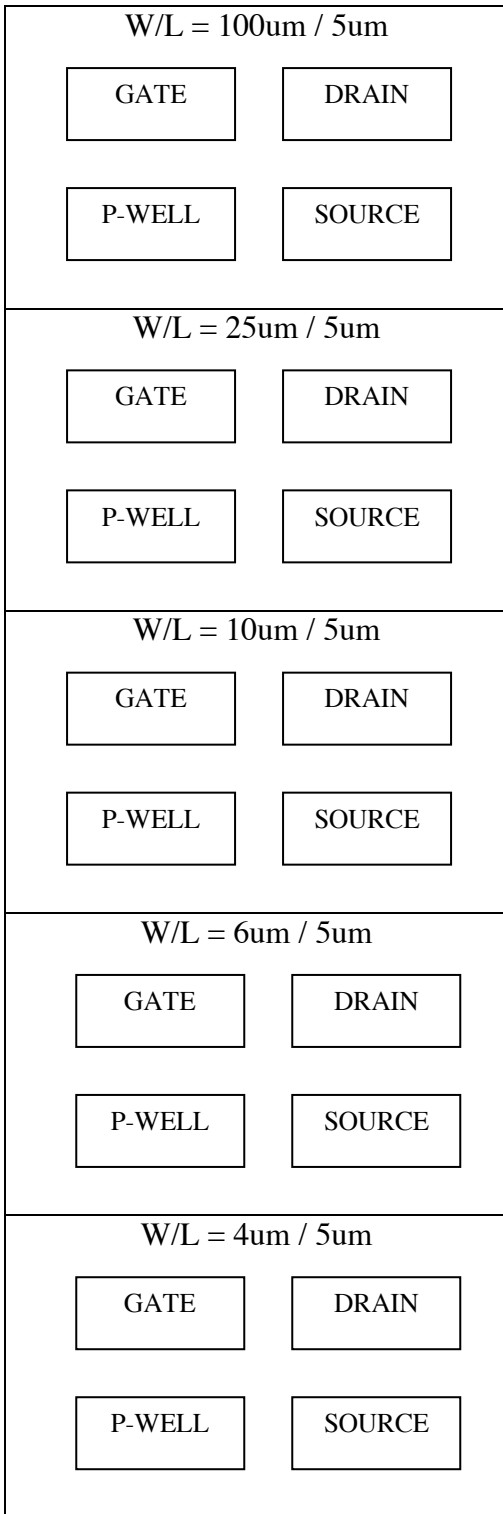 W/L = 100um / 5um
GATE DRAIN
P-WELL SOURCE
W/L = 25um / 5um
GATE DRAIN
P-WELL SOURCE
W/L = 10um / 5um
GATE DRAIN
P-WELL SOURCE
W/L = 6um / 5um
GATE DRAIN
P-WELL SOURCE
W/L = 4um / 5um
GATE DRAIN
P-WELL SOURCE